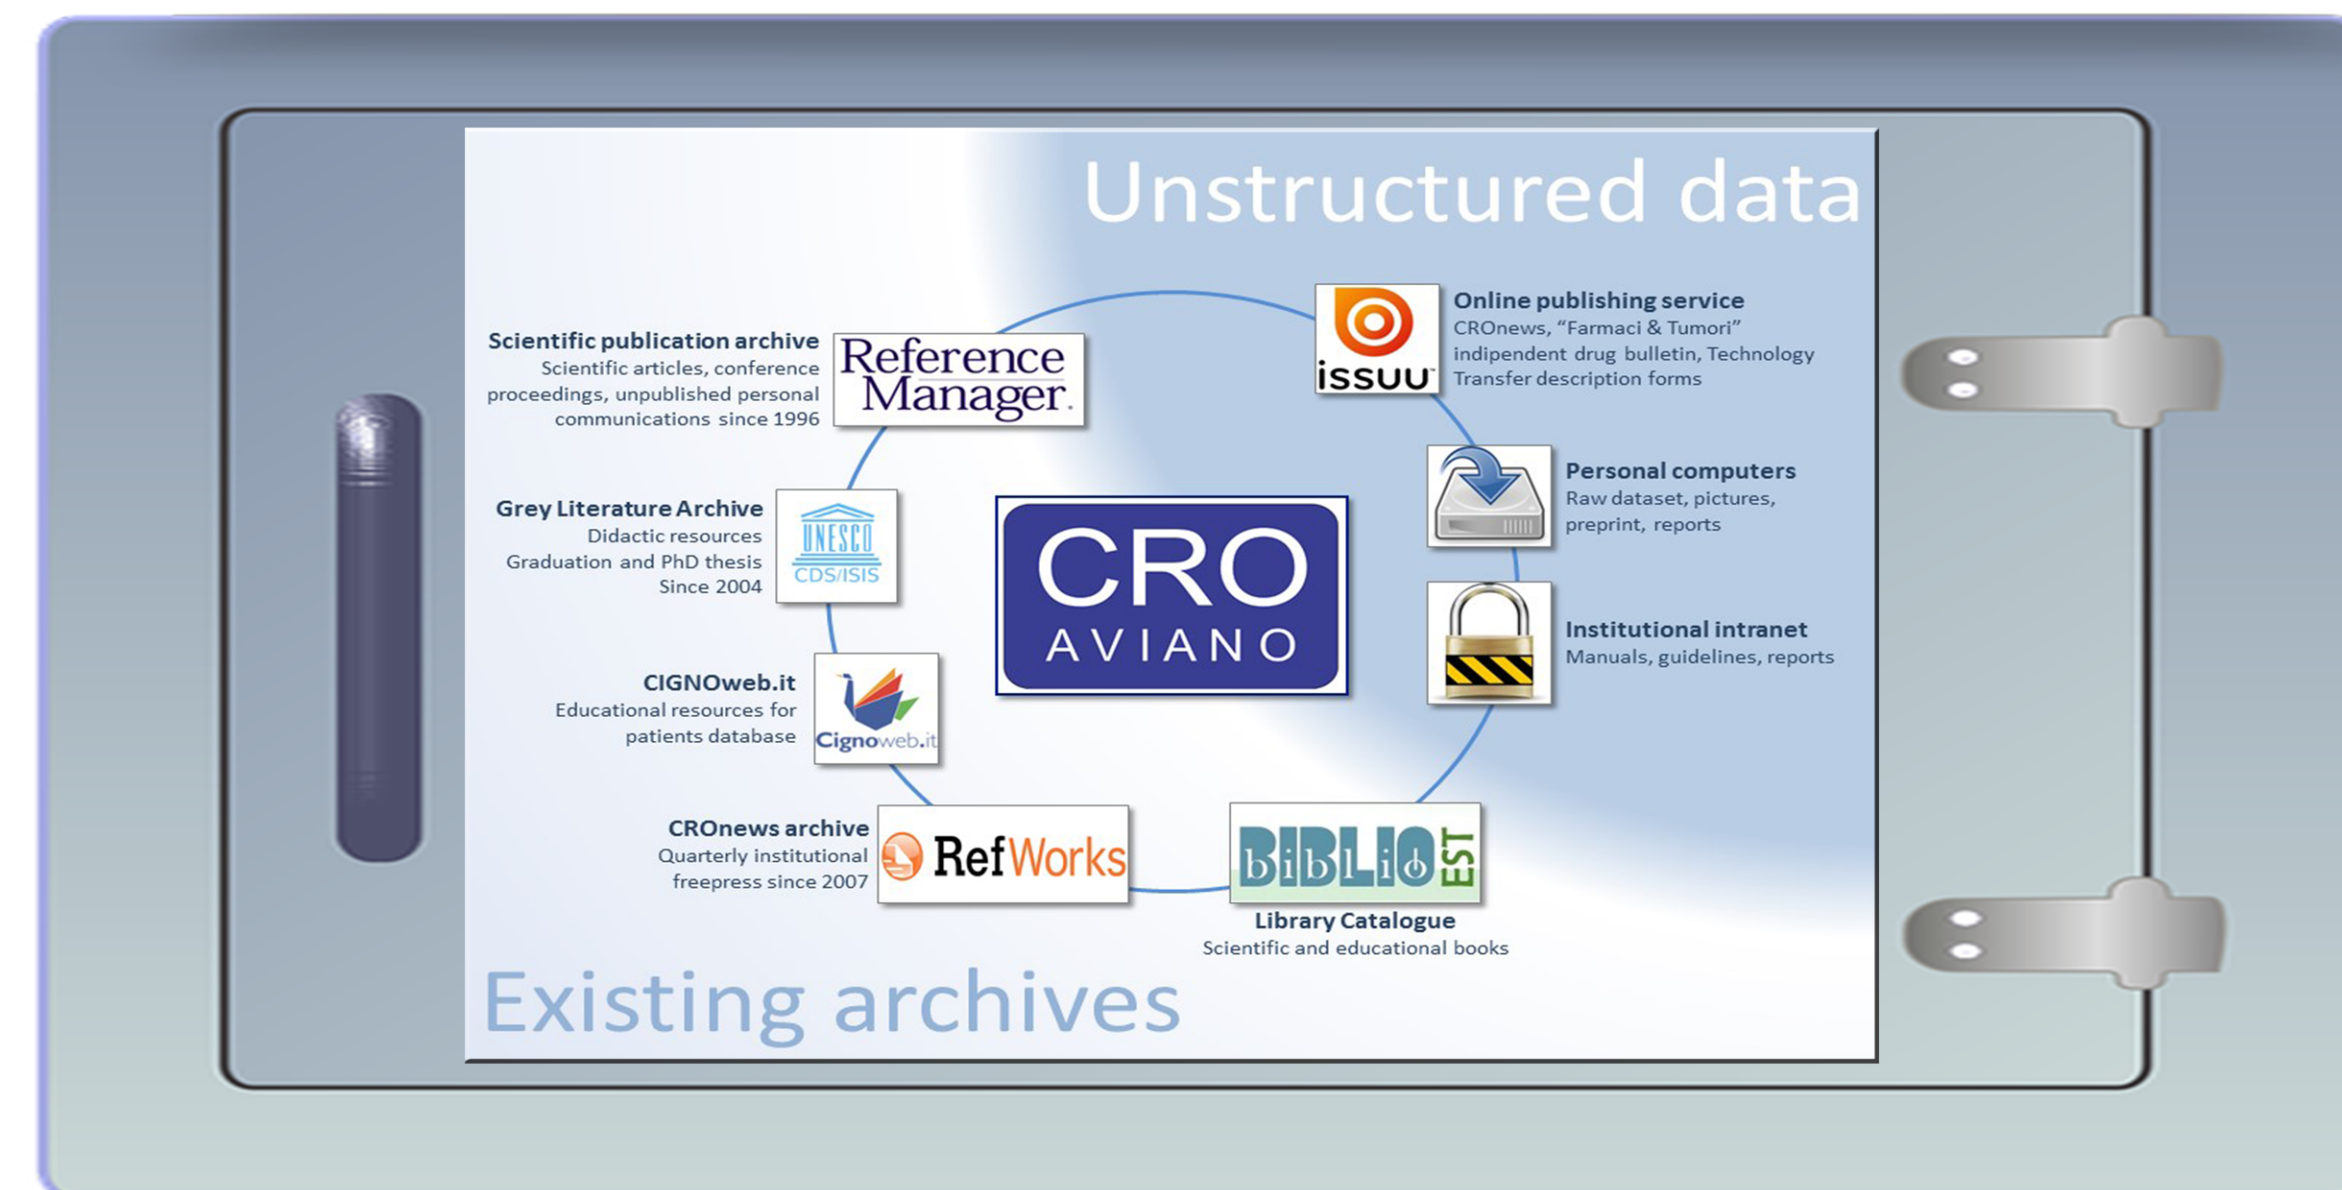 Unstructured data
Scientific publication archive
Scientific articles, conference
proceedings, unpublished personal
communications since 1996
Reference
Manager.
issuu
Online publishing service
CROnews, “Farmaci & Tumori”
indipendent drug bulletin, Technology
Transfer description forms
Grey Literature Archive
Didactic resources
Graduation and PhD thesis
Since 2004
UNESCO
CDS/ISIS
CRO
AVIANO
Personal computers
Raw dataset, pictures,
preprint, reports
Institutional intranet
Manuals, guidelines, reports
CIGNOweb.it
Educational resources for
patients database
Cignoweb.it
CROnews archive
Quarterly institutional
freepress since 2007
RefWorks
BIBLIO
biblio
EST
Library Catalogue
Scientific and educational books
Existing archives